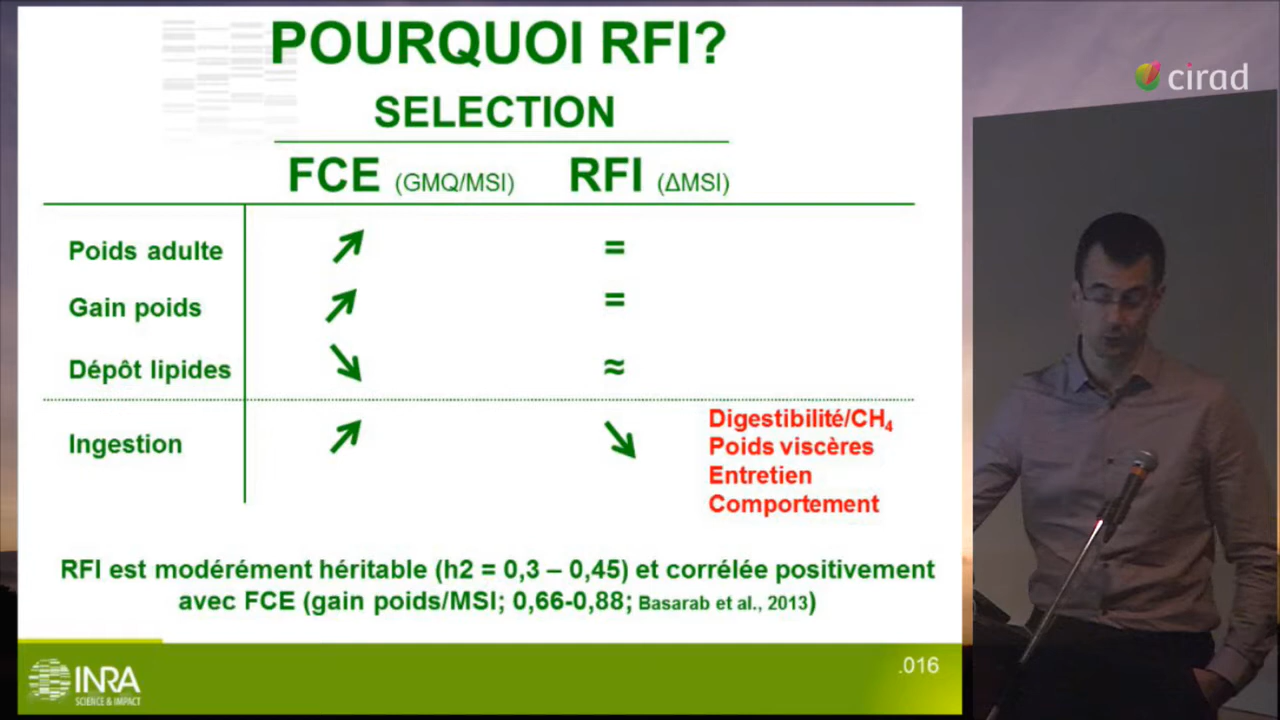 POURQUOI RFI?
SELECTION
FCE (GMQ/MSI) RFI (ΔMSI)
Poids adulte ↗ =
Gain poids ↗ =
Dépôt lipides ↘ ≈
Ingestion ↗ ↘
Digestibilité/CH₄
Poids viscères
Entretien
Comportement
RFI est modérément héritable (h2 = 0,3 – 0,45) et corrélée positivement
avec FCE (gain poids/MSI; 0,66-0,88; Basarab et al., 2013)
INRA
SCIENCE & IMPACT
.016
cirad